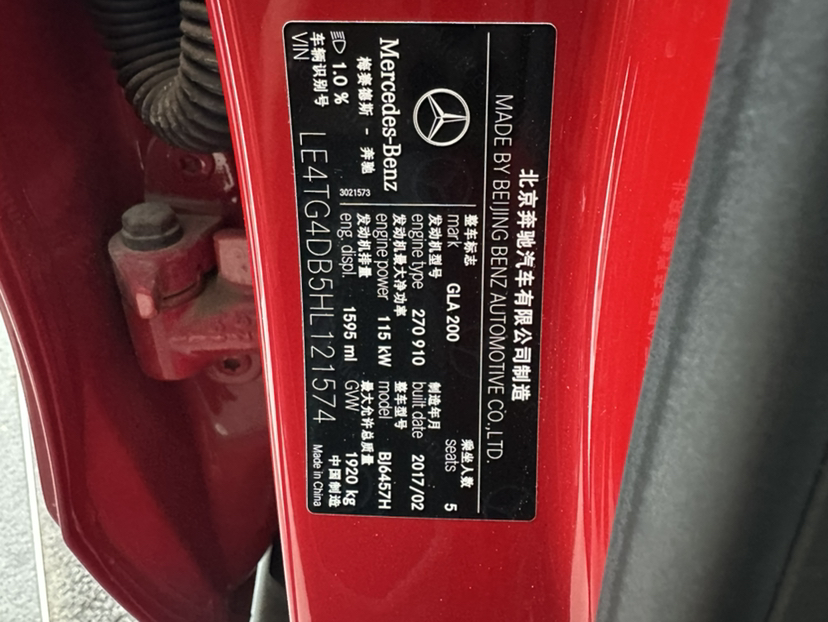 北京奔驰汽车有限公司制造
MADE BY BEIJING BENZ AUTOMOTIVE CO.,LTD.
Mercedes-Benz
梅赛德斯 - 奔驰
1.0 %
3021573
整车标志
mark GLA 200
乘坐人数
seats 5
发动机型号
engine type 270 910
制造年月
built date 2017/02
发动机最大净功率
engine power 115 kW
整车型号
model BJ6457H
发动机排量
eng. displ. 1595 ml
最大允许总质量
GVW 1920 kg
车辆识别号
VIN LE4TG4DB5HL121574
中国制造
Made in China